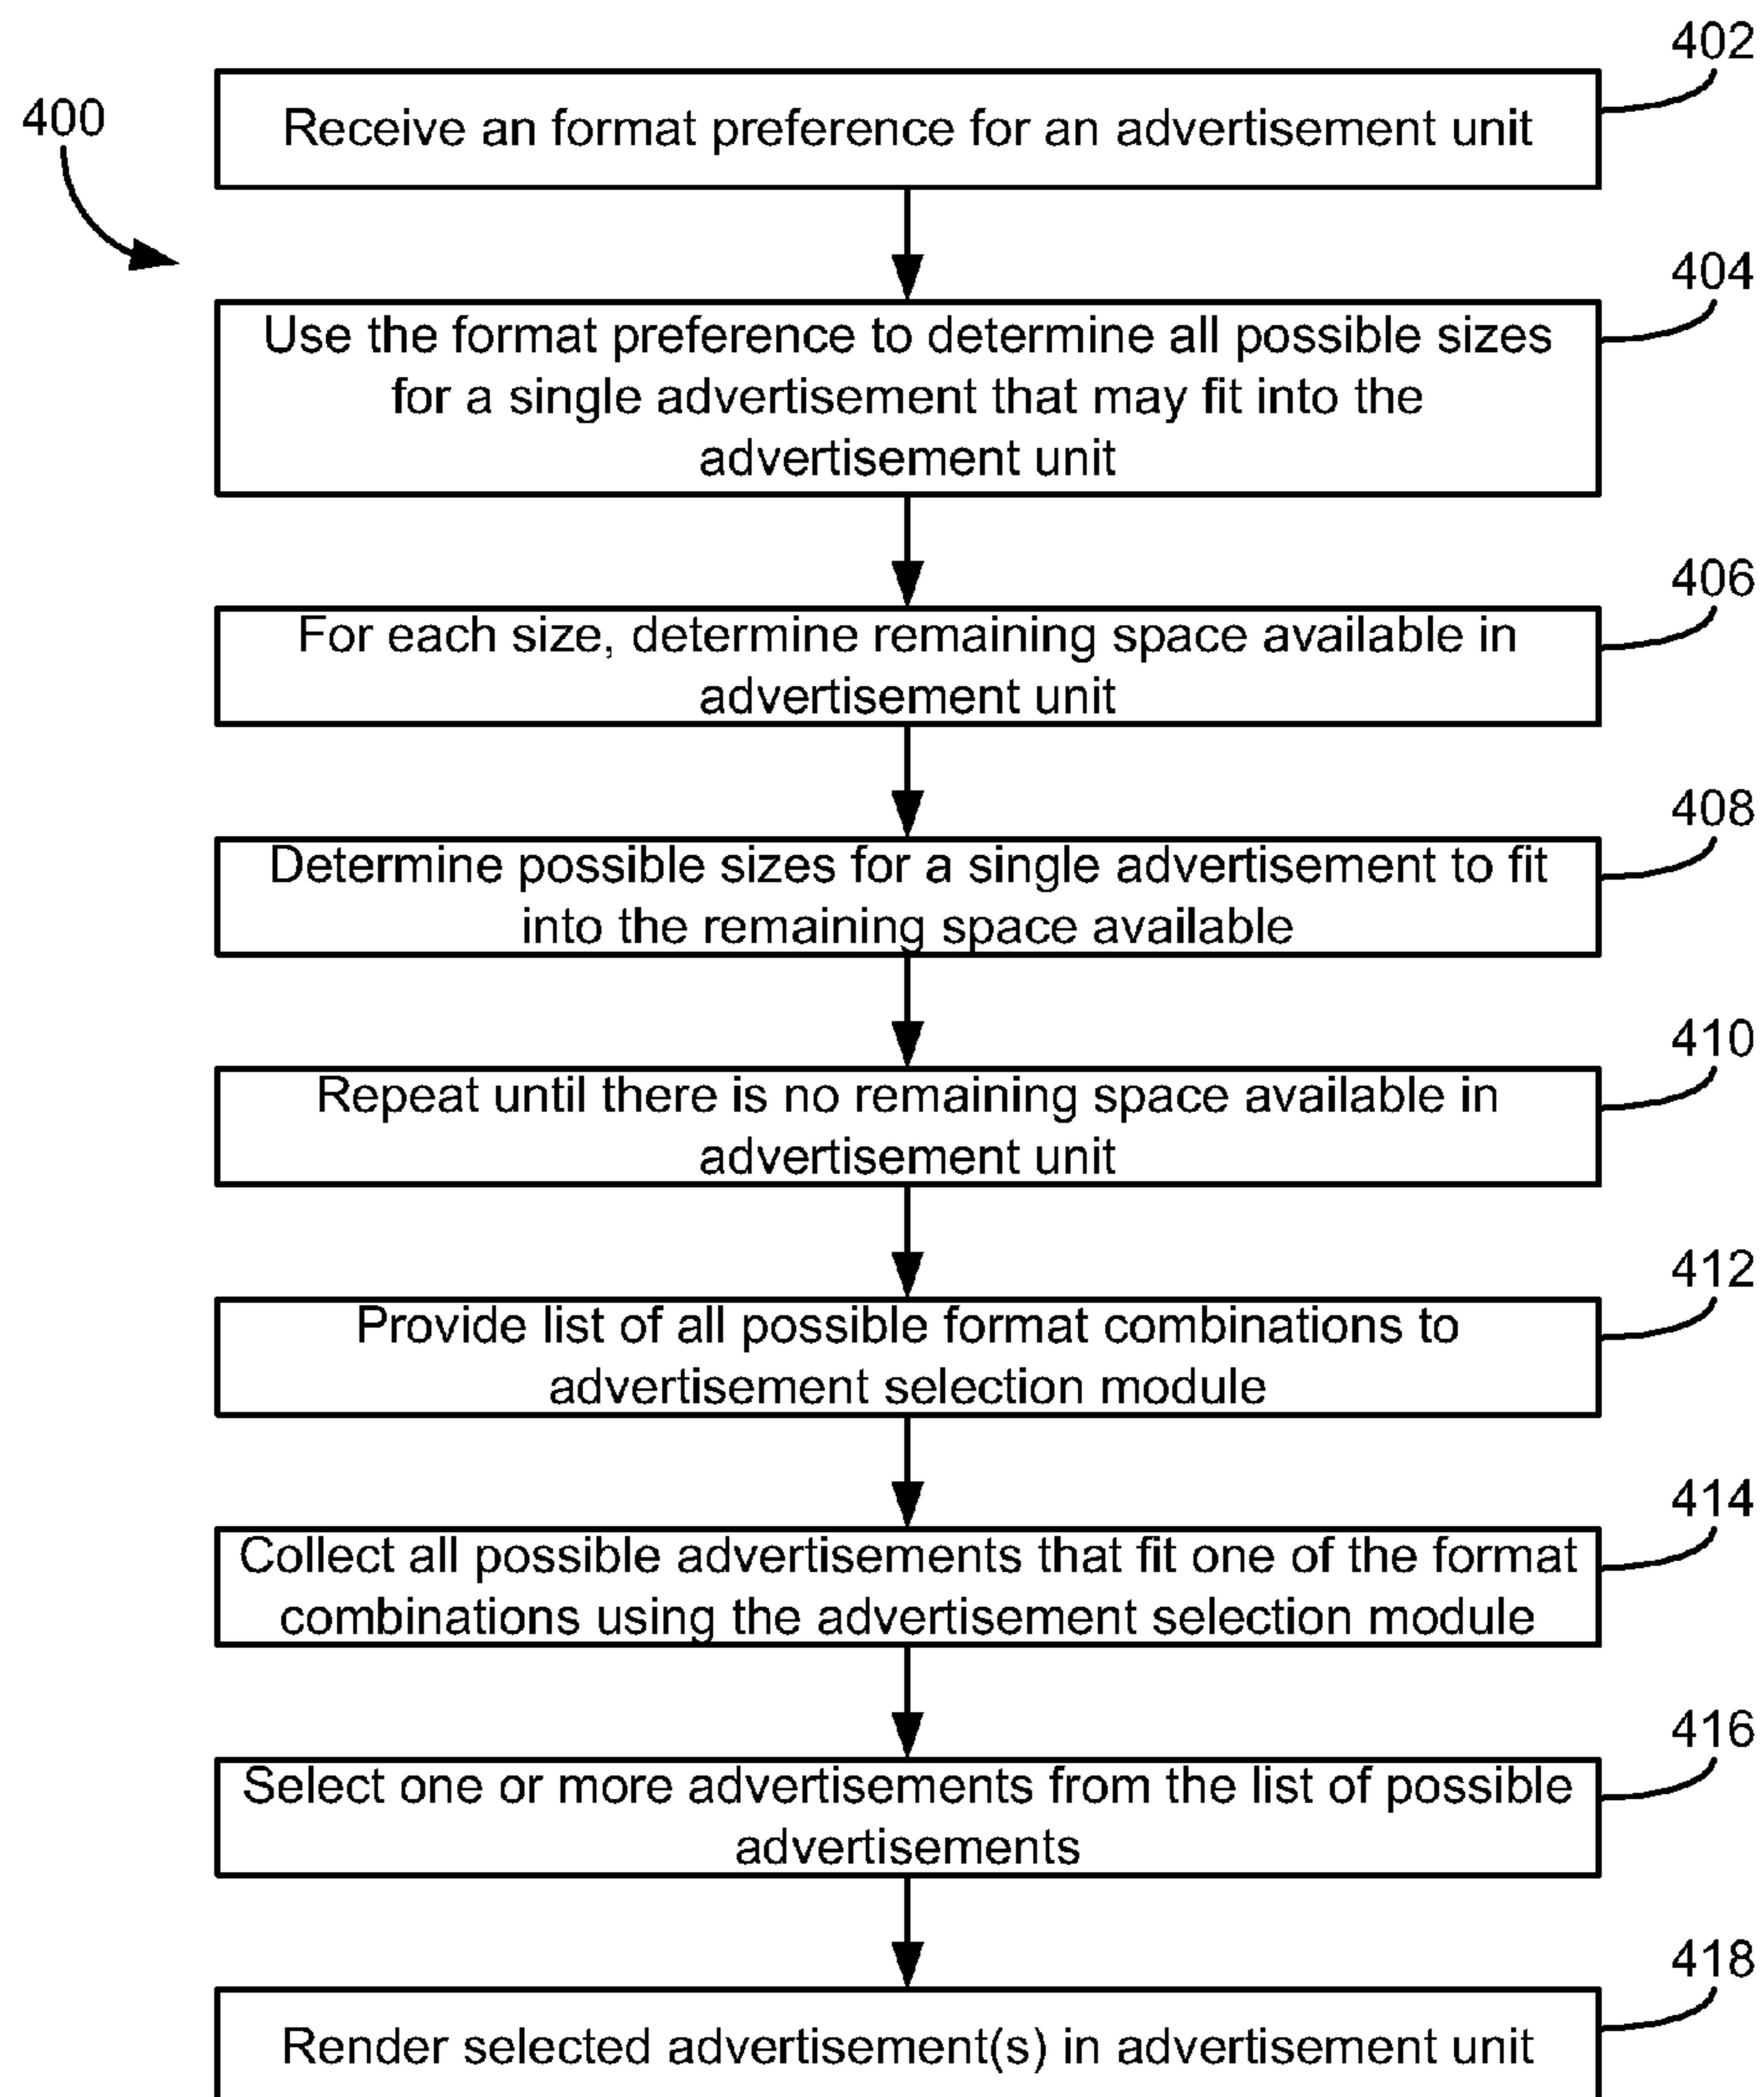 402
400
Receive an format preference for an advertisement unit
404
Use the format preference to determine all possible sizes
for a single advertisement that may fit into the
advertisement unit
406
For each size, determine remaining space available in
advertisement unit
408
Determine possible sizes for a single advertisement to fit
into the remaining space available
410
Repeat until there is no remaining space available in
advertisement unit
412
Provide list of all possible format combinations to
advertisement selection module
414
Collect all possible advertisements that fit one of the format
combinations using the advertisement selection module
416
Select one or more advertisements from the list of possible
advertisements
418
Render selected advertisement(s) in advertisement unit